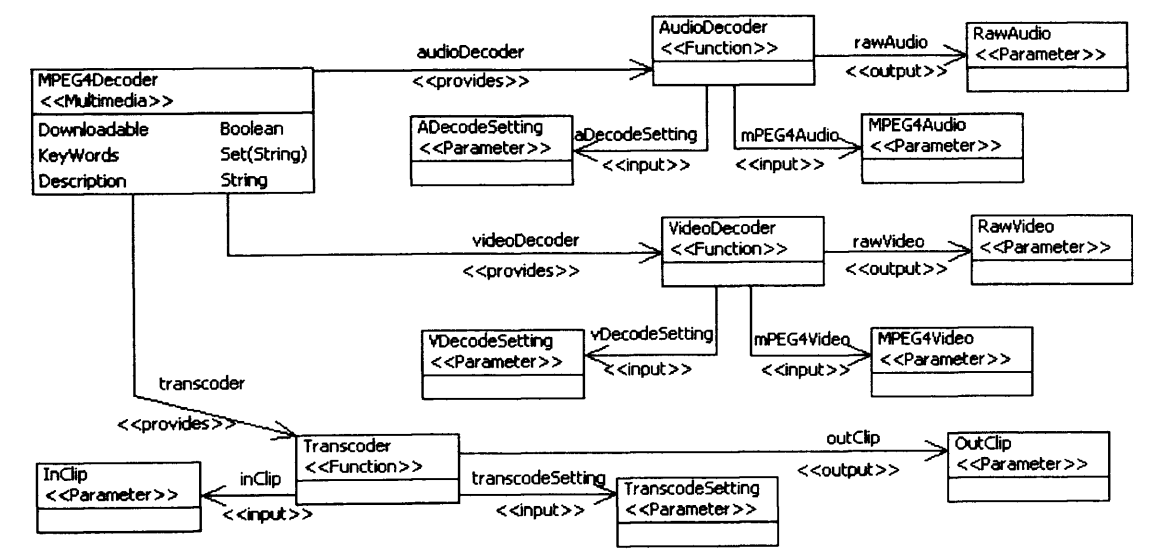 MPEG4Decoder
<<Multimedia>>
Downloadable Boolean
KeyWords Set(String)
Description String
audioDecoder
<<provides>>
AudioDecoder
<<Function>>
rawAudio
<<output>>
RawAudio
<<Parameter>>
ADecodeSetting
<<Parameter>>
aDecodeSetting
<<input>>
mPEG4Audio
<<input>>
MPEG4Audio
<<Parameter>>
videoDecoder
<<provides>>
VideoDecoder
<<Function>>
rawVideo
<<output>>
RawVideo
<<Parameter>>
VDecodeSetting
<<Parameter>>
vDecodeSetting
<<input>>
mPEG4Video
<<input>>
MPEG4Video
<<Parameter>>
transcoder
<<provides>>
Transcoder
<<Function>>
outClip
<<output>>
OutClip
<<Parameter>>
InClip
<<Parameter>>
inClip
<<input>>
transcodeSetting
<<input>>
TranscodeSetting
<<Parameter>>